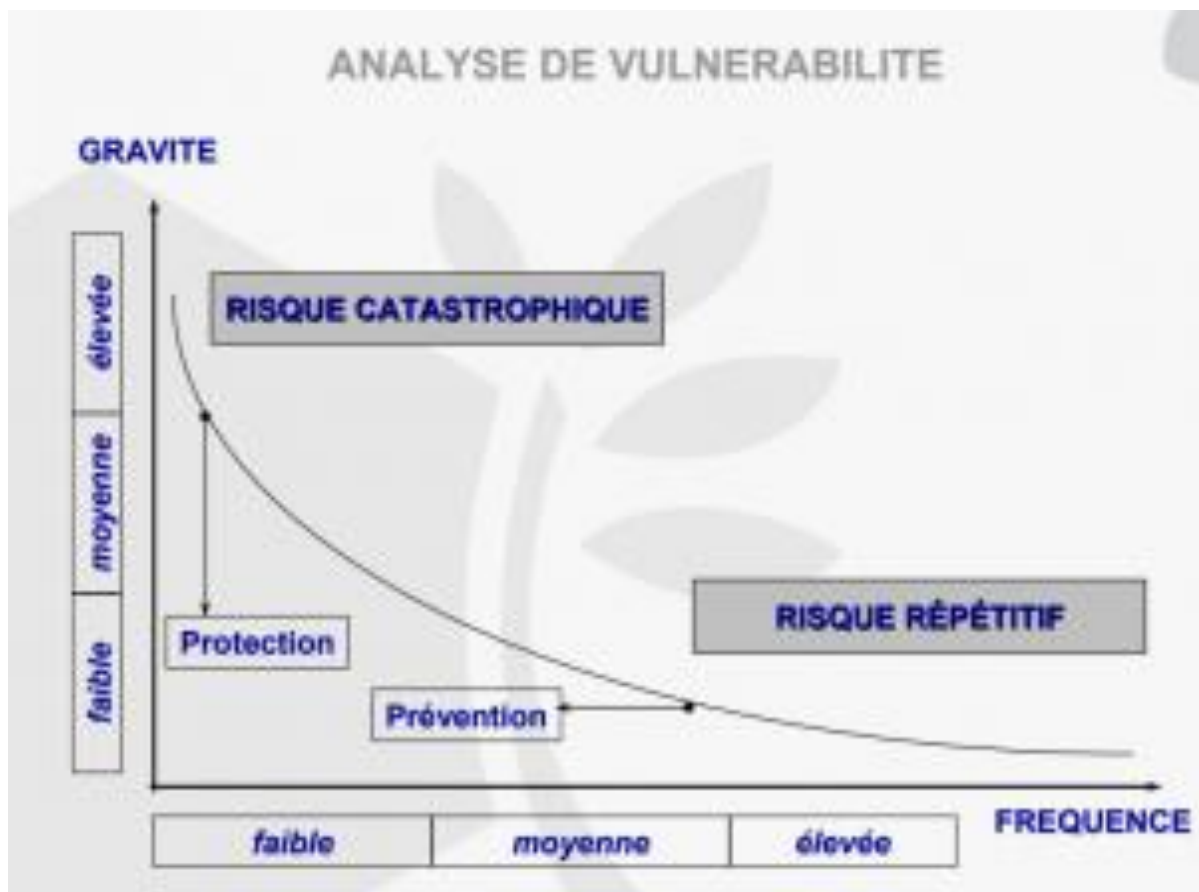 ANALYSE DE VULNERABILITE
GRAVITE
élevée
RISQUE CATASTROPHIQUE
moyenne
RISQUE RÉPÉTITIF
Protection
faible
Prévention
FREQUENCE
faible
moyenne
élevée